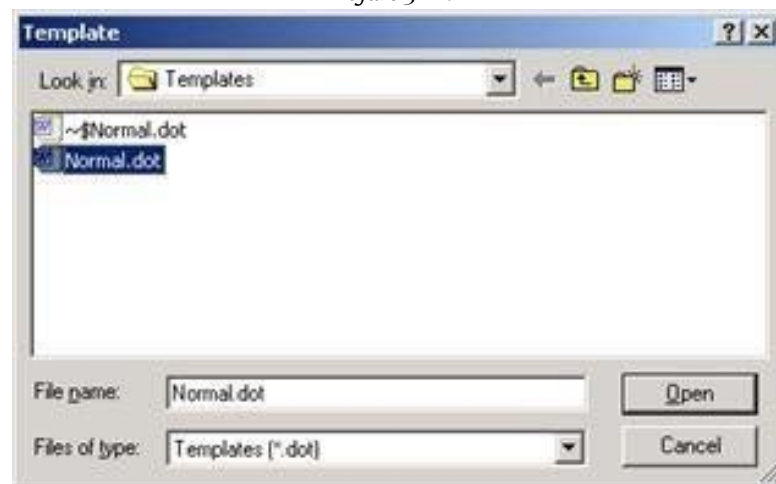 Template
Look in: Templates
~$Normal.dot
Normal.dot
File name: Normal.dot Open
Files of type: Templates (*.dot) Cancel